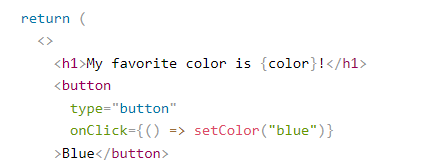 return (
<>
<h1>My favorite color is {color}!</h1>
<button
type="button"
onClick={() => setColor("blue")}
>Blue</button>